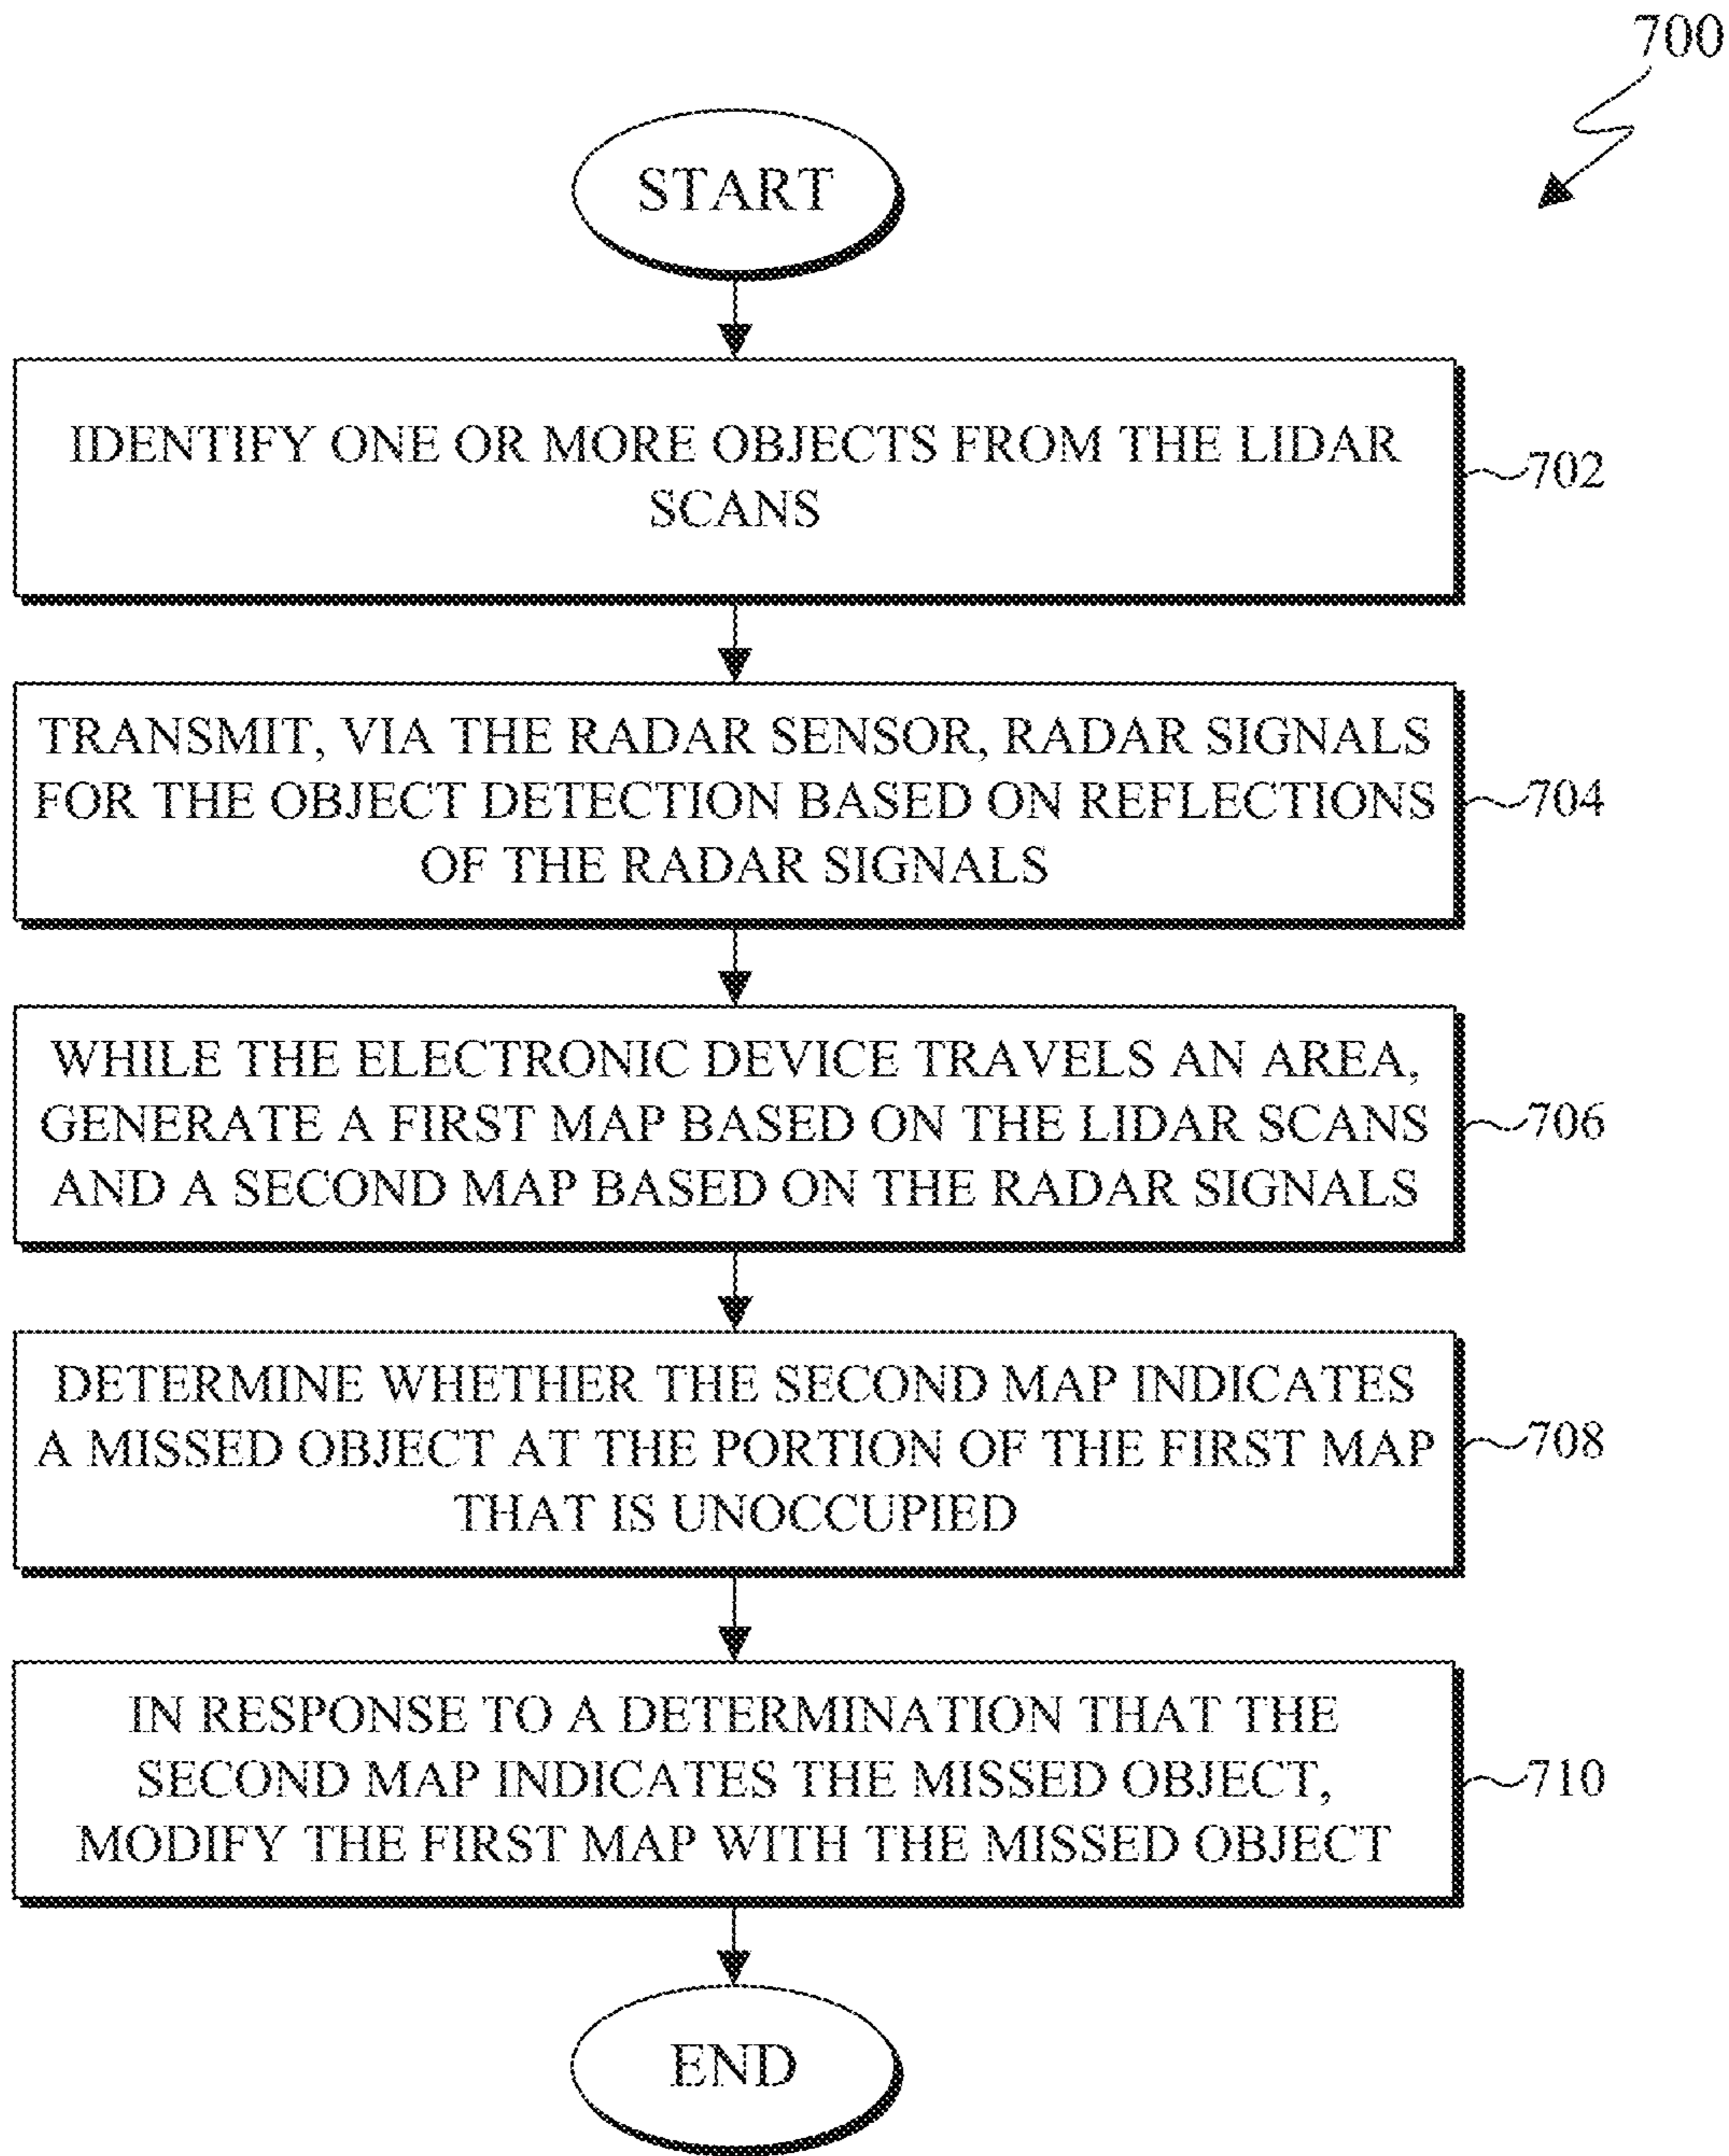 700
START
IDENTIFY ONE OR MORE OBJECTS FROM THE LIDAR
SCANS
702
TRANSMIT, VIA THE RADAR SENSOR, RADAR SIGNALS
FOR THE OBJECT DETECTION BASED ON REFLECTIONS
OF THE RADAR SIGNALS
704
WHILE THE ELECTRONIC DEVICE TRAVELS AN AREA,
GENERATE A FIRST MAP BASED ON THE LIDAR SCANS
AND A SECOND MAP BASED ON THE RADAR SIGNALS
706
DETERMINE WHETHER THE SECOND MAP INDICATES
A MISSED OBJECT AT THE PORTION OF THE FIRST MAP
THAT IS UNOCCUPIED
708
IN RESPONSE TO A DETERMINATION THAT THE
SECOND MAP INDICATES THE MISSED OBJECT,
MODIFY THE FIRST MAP WITH THE MISSED OBJECT
710
END